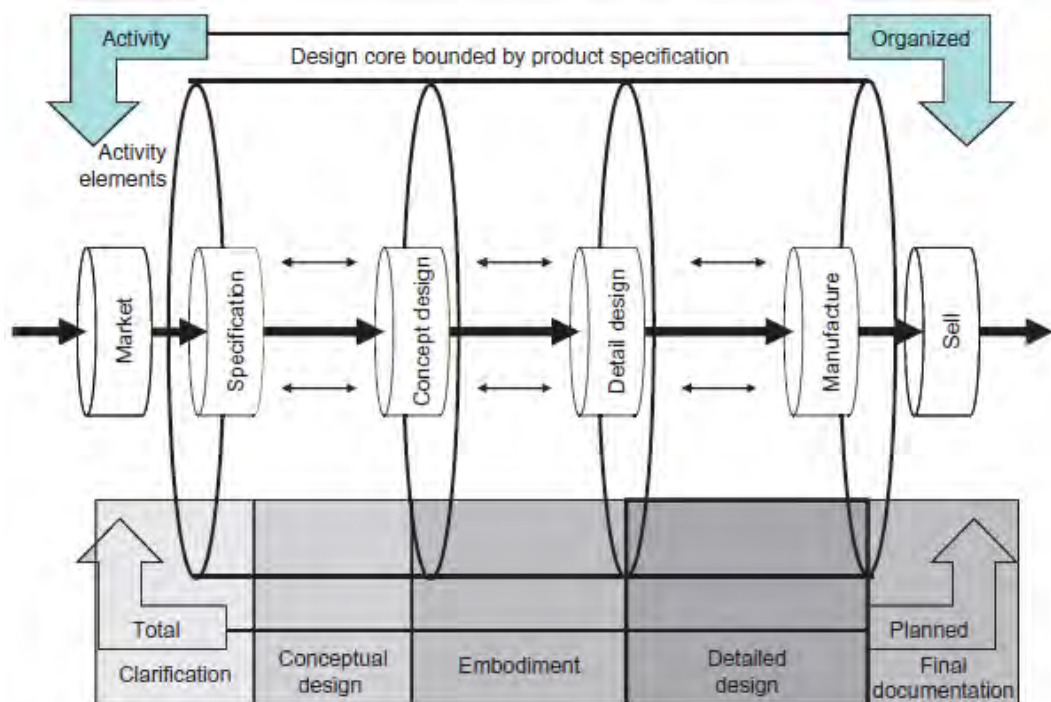 Activity
Organized
Design core bounded by product specification
Activity
elements
Market
Specification
Concept design
Detail design
Manufacture
Sell
Total
Planned
Clarification
Conceptual
design
Embodiment
Detailed
design
Final
documentation